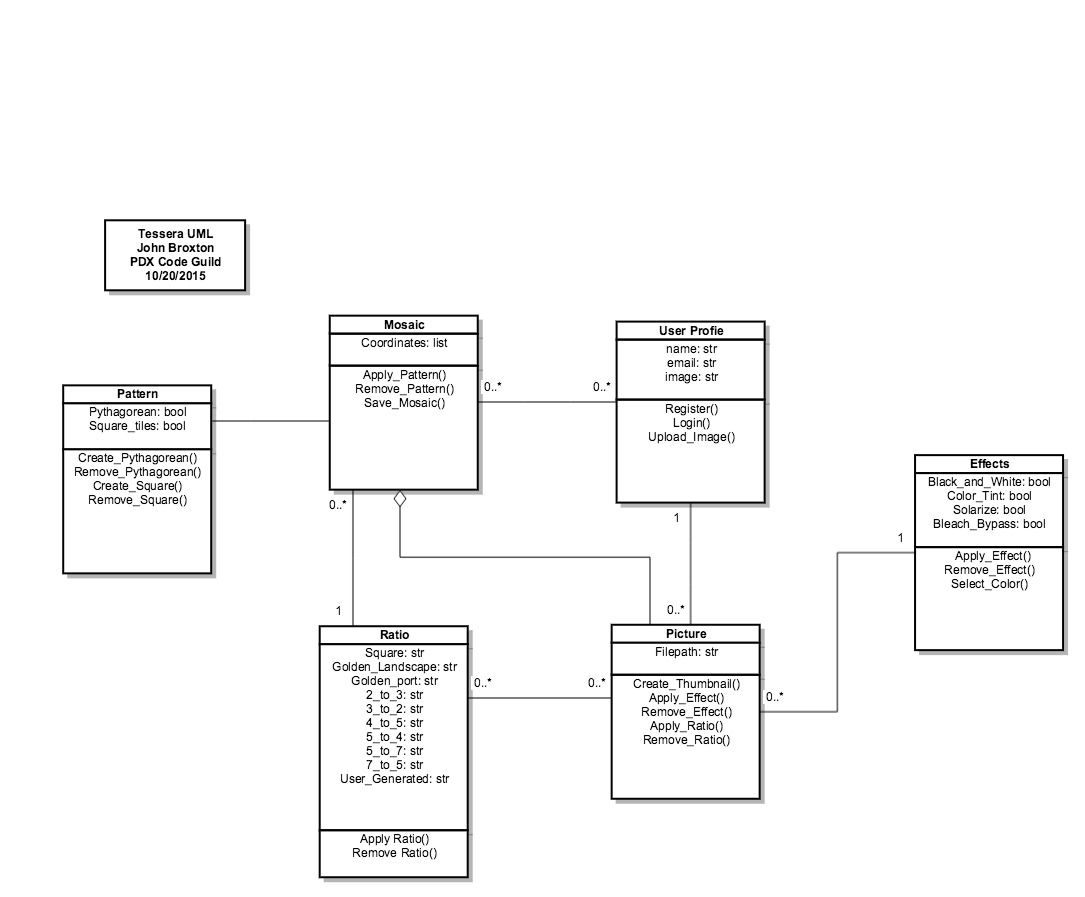 Tessera UML
John Broxton
PDX Code Guild
10/20/2015
Mosaic
Coordinates: list
Apply_Pattern()
Remove_Pattern()
Save_Mosaic()
0..*
0..*
User Profie
name: str
email: str
image: str
Register()
Login()
Upload_Image()
Pattern
Pythagorean: bool
Square_tiles: bool
Create_Pythagorean()
Remove_Pythagorean()
Create_Square()
Remove_Square()
Effects
Black_and_White: bool
Color_Tint: bool
Solarize: bool
Bleach_Bypass: bool
Apply_Effect()
Remove_Effect()
Select_Color()
0..*
1
1
1
0..*
Ratio
Square: str
Golden_Landscape: str
Golden_port: str
2_to_3: str
3_to_2: str
4_to_5: str
5_to_4: str
5_to_7: str
7_to_5: str
User_Generated: str
Apply Ratio()
Remove Ratio()
0..*
0..*
Picture
Filepath: str
Create_Thumbnail()
Apply_Effect()
Remove_Effect()
Apply_Ratio()
Remove_Ratio()
0..*